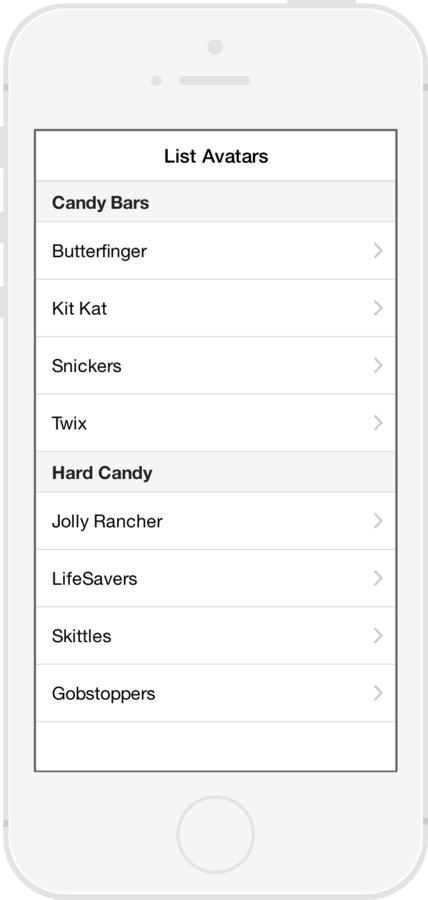 List Avatars
Candy Bars
Butterfinger
Kit Kat
Snickers
Twix
Hard Candy
Jolly Rancher
LifeSavers
Skittles
Gobstoppers